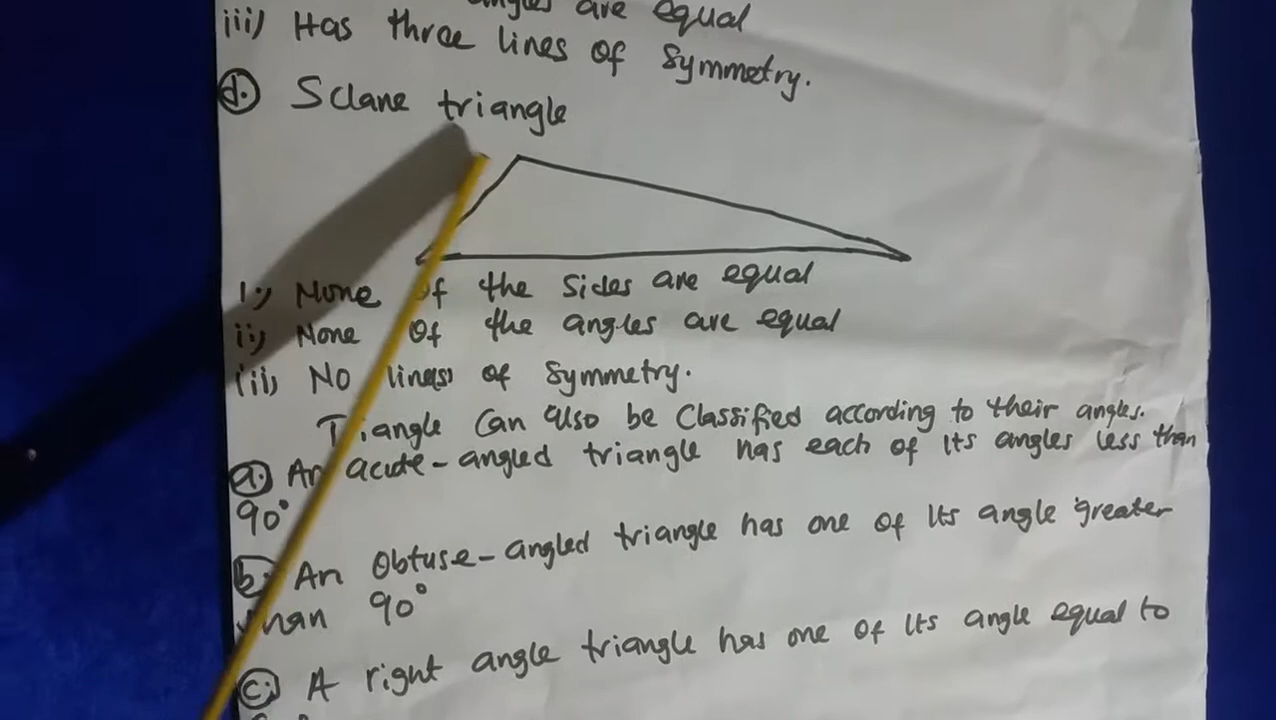 angles are equal
iii) Has three lines of Symmetry.
d. Sclane triangle
i) None of the sides are equal
ii) None of the angles are equal
iii) No lines of Symmetry.
Triangle can also be Classified according to their angles.
a. An acute-angled triangle has each of its angles less than
90°
b. An Obtuse-angled triangle has one of its angle greater
than 90°
c. A right angle triangle has one of its angle equal to